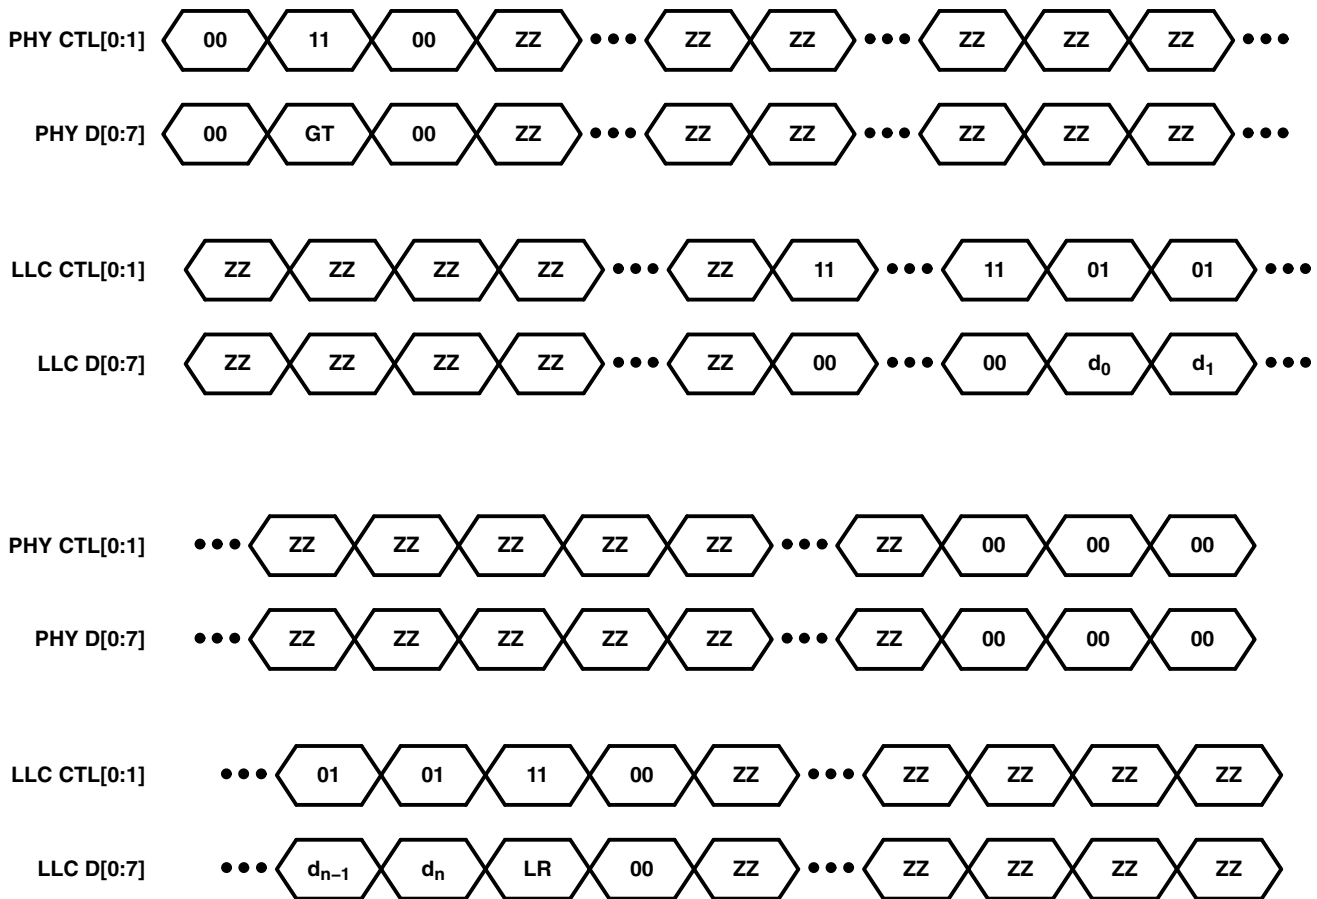 PHY CTL[0:1] 00 11 00 ZZ ••• ZZ ZZ ••• ZZ ZZ ZZ •••
PHY D[0:7] 00 GT 00 ZZ ••• ZZ ZZ ••• ZZ ZZ ZZ •••
LLC CTL[0:1] ZZ ZZ ZZ ZZ ••• ZZ 11 ••• 11 01 01 •••
LLC D[0:7] ZZ ZZ ZZ ZZ ••• ZZ 00 ••• 00 d0 d1 •••
PHY CTL[0:1] ••• ZZ ZZ ZZ ZZ ZZ ••• ZZ 00 00 00
PHY D[0:7] ••• ZZ ZZ ZZ ZZ ZZ ••• ZZ 00 00 00
LLC CTL[0:1] ••• 01 01 11 00 ZZ ••• ZZ ZZ ZZ ZZ
LLC D[0:7] ••• dn−1 dn LR 00 ZZ ••• ZZ ZZ ZZ ZZ